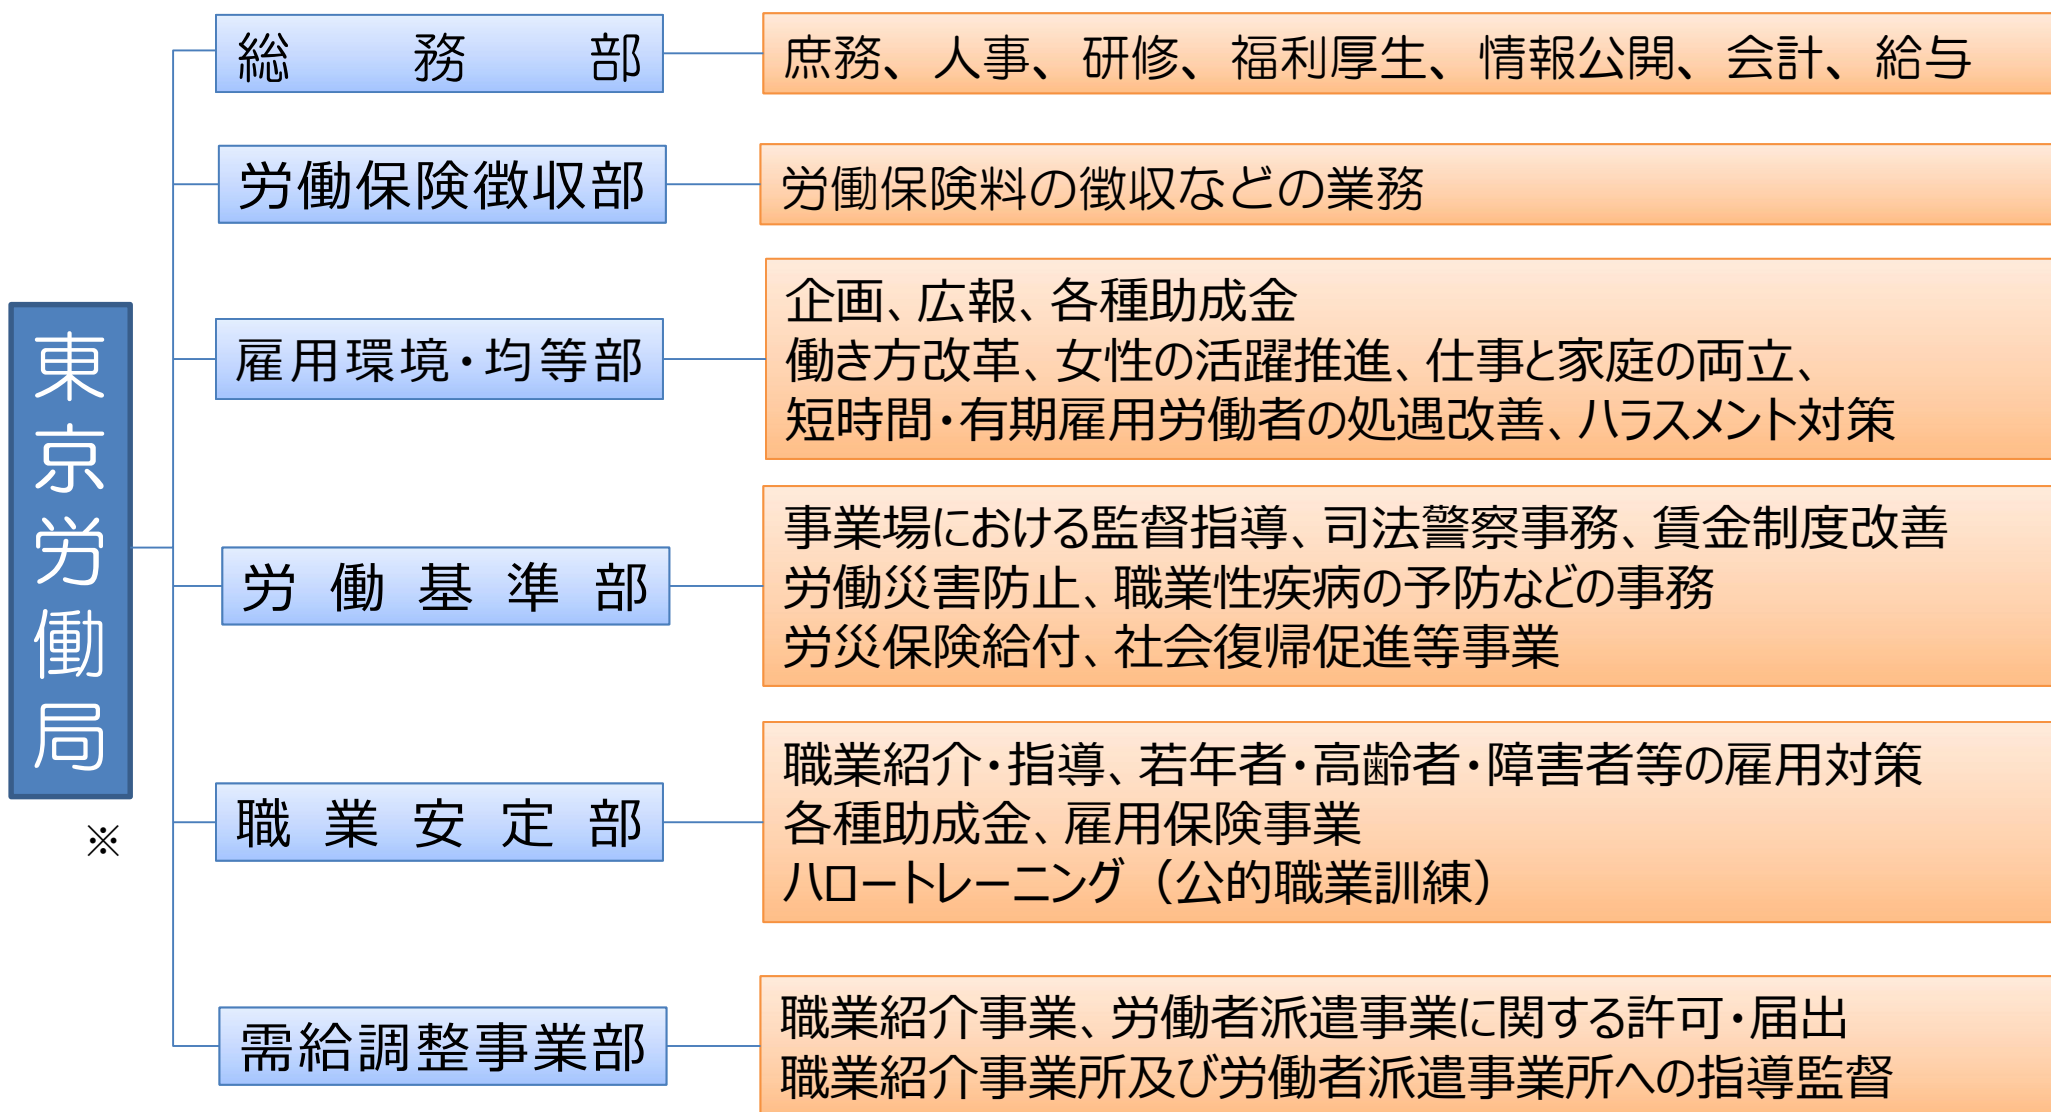 東京労働局
※
総務部
庶務、人事、研修、福利厚生、情報公開、会計、給与
労働保険徴収部
労働保険料の徴収などの業務
雇用環境・均等部
企画、広報、各種助成金
働き方改革、女性の活躍推進、仕事と家庭の両立、
短時間・有期雇用労働者の処遇改善、ハラスメント対策
労働基準部
事業場における監督指導、司法警察事務、賃金制度改善
労働災害防止、職業性疾病の予防などの事務
労災保険給付、社会復帰促進等事業
職業安定部
職業紹介・指導、若年者・高齢者・障害者等の雇用対策
各種助成金、雇用保険事業
ハロートレーニング（公的職業訓練）
需給調整事業部
職業紹介事業、労働者派遣事業に関する許可・届出
職業紹介事業所及び労働者派遣事業所への指導監督